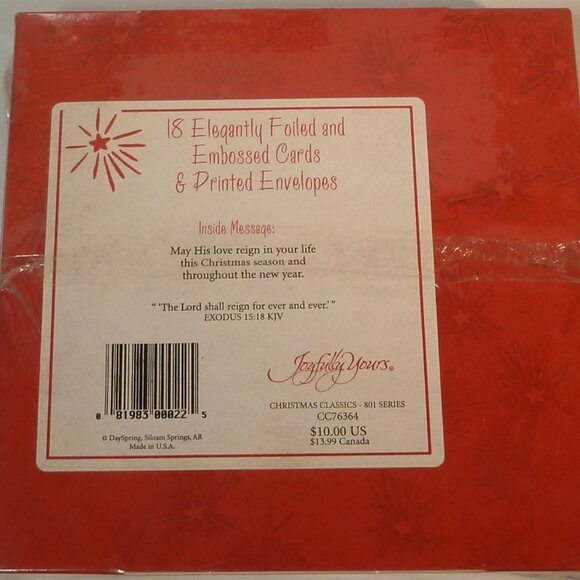 18 Elegantly Foiled and
Embossed Cards
& Printed Envelopes
Inside Message:
May His love reign in your life
this Christmas season and
throughout the new year.
“ ‘The Lord shall reign for ever and ever.’ ”
EXODUS 15:18 KJV
0 81983 00022 5
© DaySpring, Siloam Springs, AR
Made in U.S.A.
Joyfully Yours®
CHRISTMAS CLASSICS - 801 SERIES
CC76364
$10.00 US
$13.99 Canada